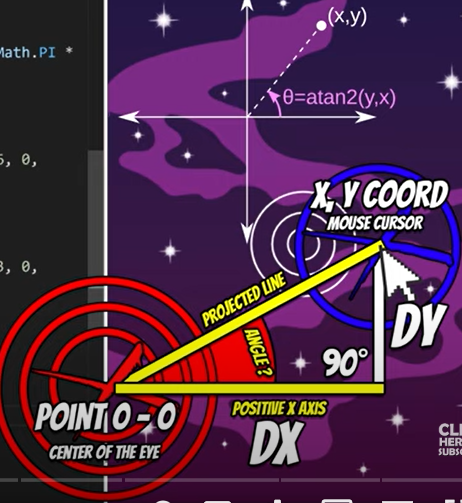 Math.PI *
(x,y)
θ=atan2(y,x)
5, 0,
X, Y COORD
MOUSE CURSOR
3, 0,
PROJECTED LINE
ANGLE ?
DY
90°
POINT 0 - 0
CENTER OF THE EYE
POSITIVE X AXIS
DX
CLI
HER
SUBSC